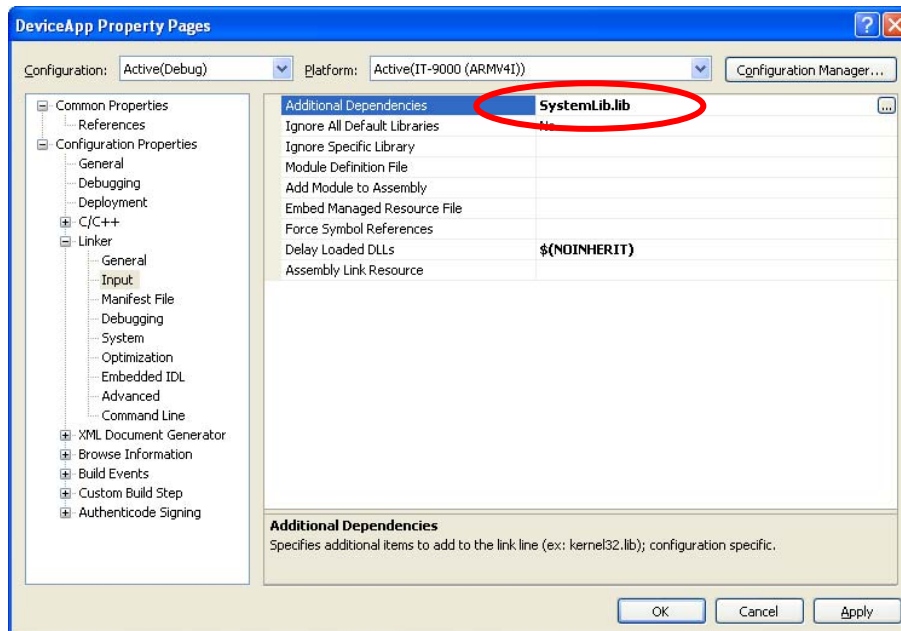 DeviceApp Property Pages
Configuration: Active(Debug) Platform: Active(IT-9000 (ARMV4I)) Configuration Manager...
Common Properties
References
Configuration Properties
General
Debugging
Deployment
C/C++
Linker
General
Input
Manifest File
Debugging
System
Optimization
Embedded IDL
Advanced
Command Line
XML Document Generator
Browse Information
Build Events
Custom Build Step
Authenticode Signing
Additional Dependencies SystemLib.lib ...
Ignore All Default Libraries No
Ignore Specific Library
Module Definition File
Add Module to Assembly
Embed Managed Resource File
Force Symbol References
Delay Loaded DLLs $(NOINHERIT)
Assembly Link Resource
Additional Dependencies
Specifies additional items to add to the link line (ex: kernel32.lib); configuration specific.
OK Cancel Apply